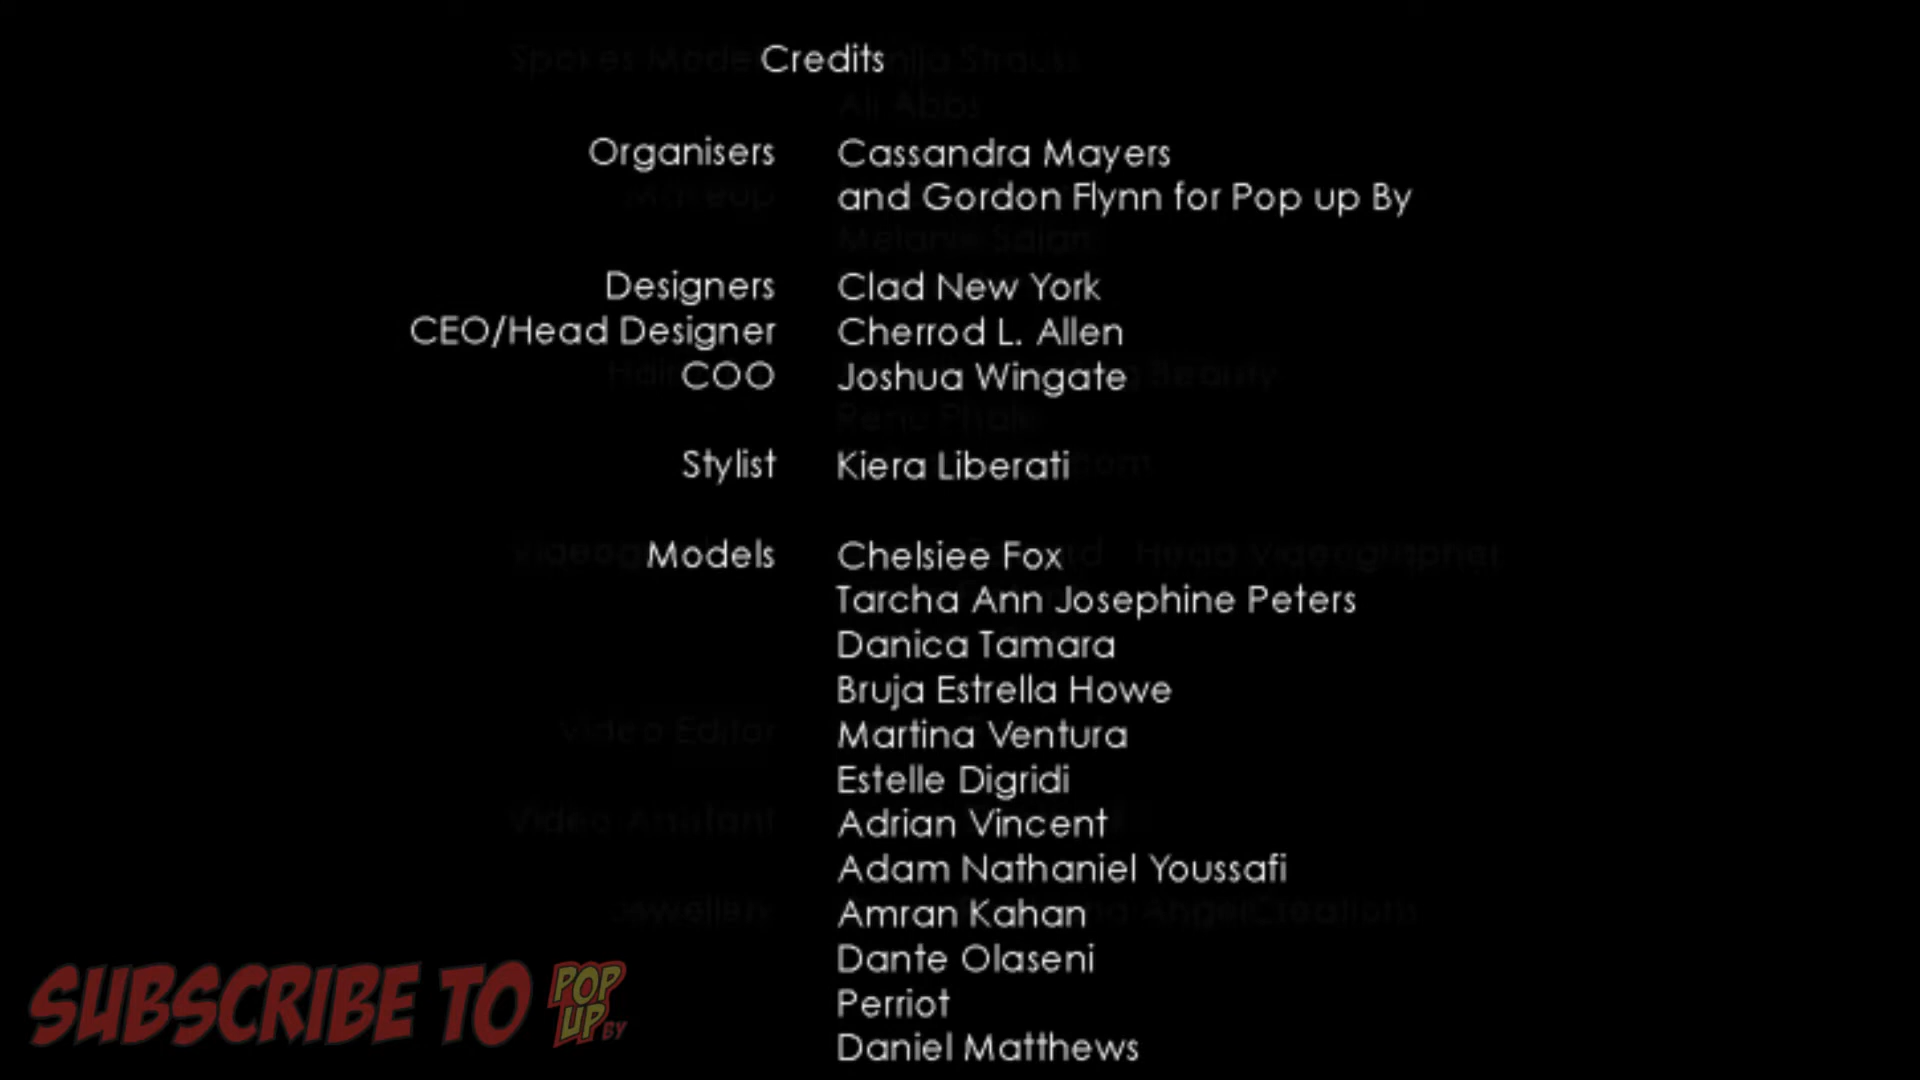 Credits
Organisers Cassandra Mayers
and Gordon Flynn for Pop up By
Designers Clad New York
CEO/Head Designer Cherrod L. Allen
COO Joshua Wingate
Stylist Kiera Liberati
Models Chelsiee Fox
Tarcha Ann Josephine Peters
Danica Tamara
Bruja Estrella Howe
Martina Ventura
Estelle Digridi
Adrian Vincent
Adam Nathaniel Youssafi
Amran Kahan
Dante Olaseni
Perriot
Daniel Matthews
SUBSCRIBE TO POP UP BY